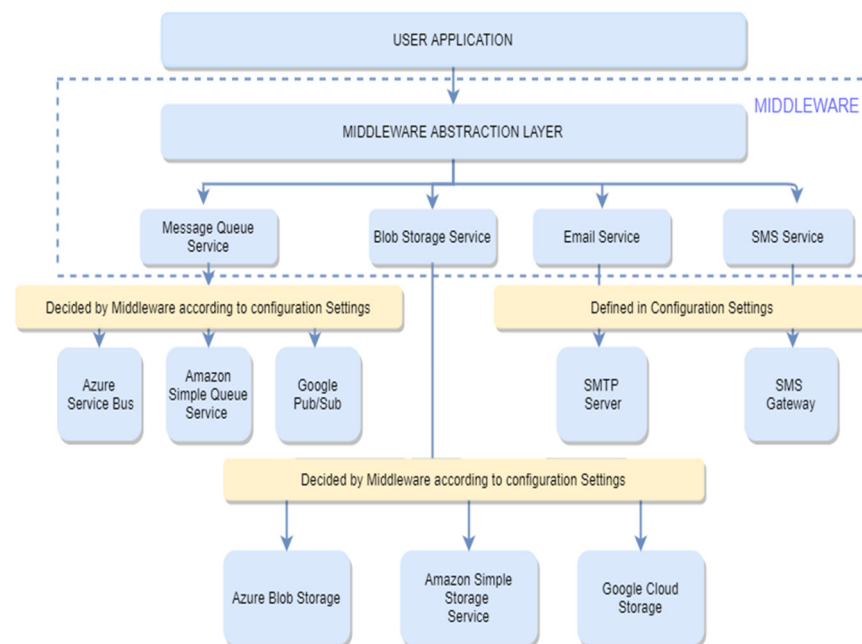 USER APPLICATION
MIDDLEWARE
MIDDLEWARE ABSTRACTION LAYER
Message Queue
Service
Blob Storage Service
Email Service
SMS Service
Decided by Middleware according to configuration Settings
Defined in Configuration Settings
Azure
Service Bus
Amazon
Simple Queue
Service
Google
Pub/Sub
SMTP
Server
SMS
Gateway
Decided by Middleware according to configuration Settings
Azure Blob Storage
Amazon Simple
Storage
Service
Google Cloud
Storage